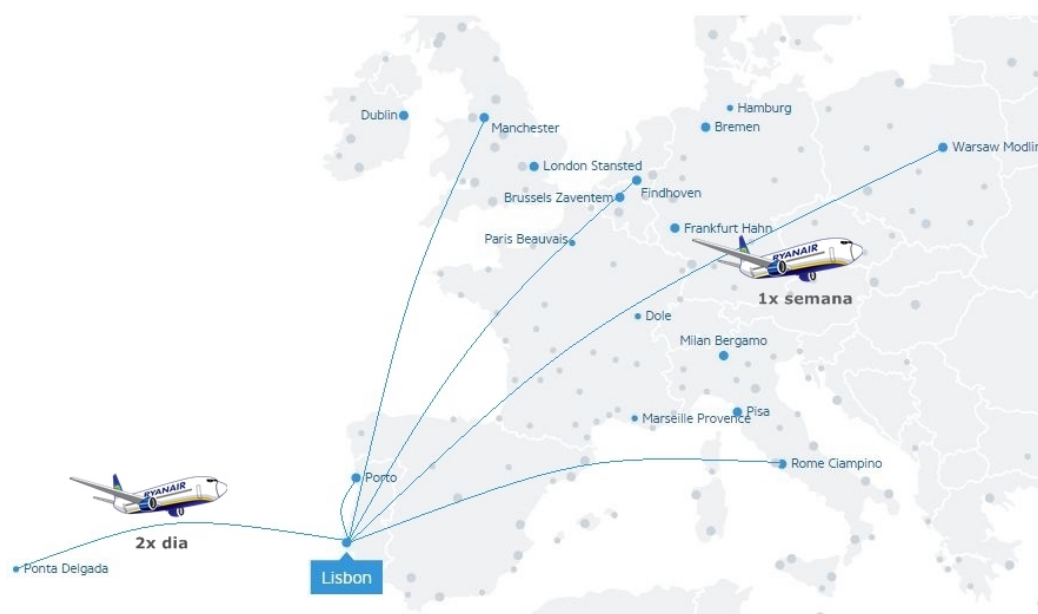 Hamburg
Dublin
Bremen
Manchester
Warsaw Modlin
London Stansted
Brussels Zaventem
Eindhoven
Frankfurt Hahn
Paris Beauvais
RYANAIR
1x semana
Dole
Milan Bergamo
Marseille Provence
Pisa
Rome Ciampino
Porto
RYANAIR
2x dia
Ponta Delgada
Lisbon